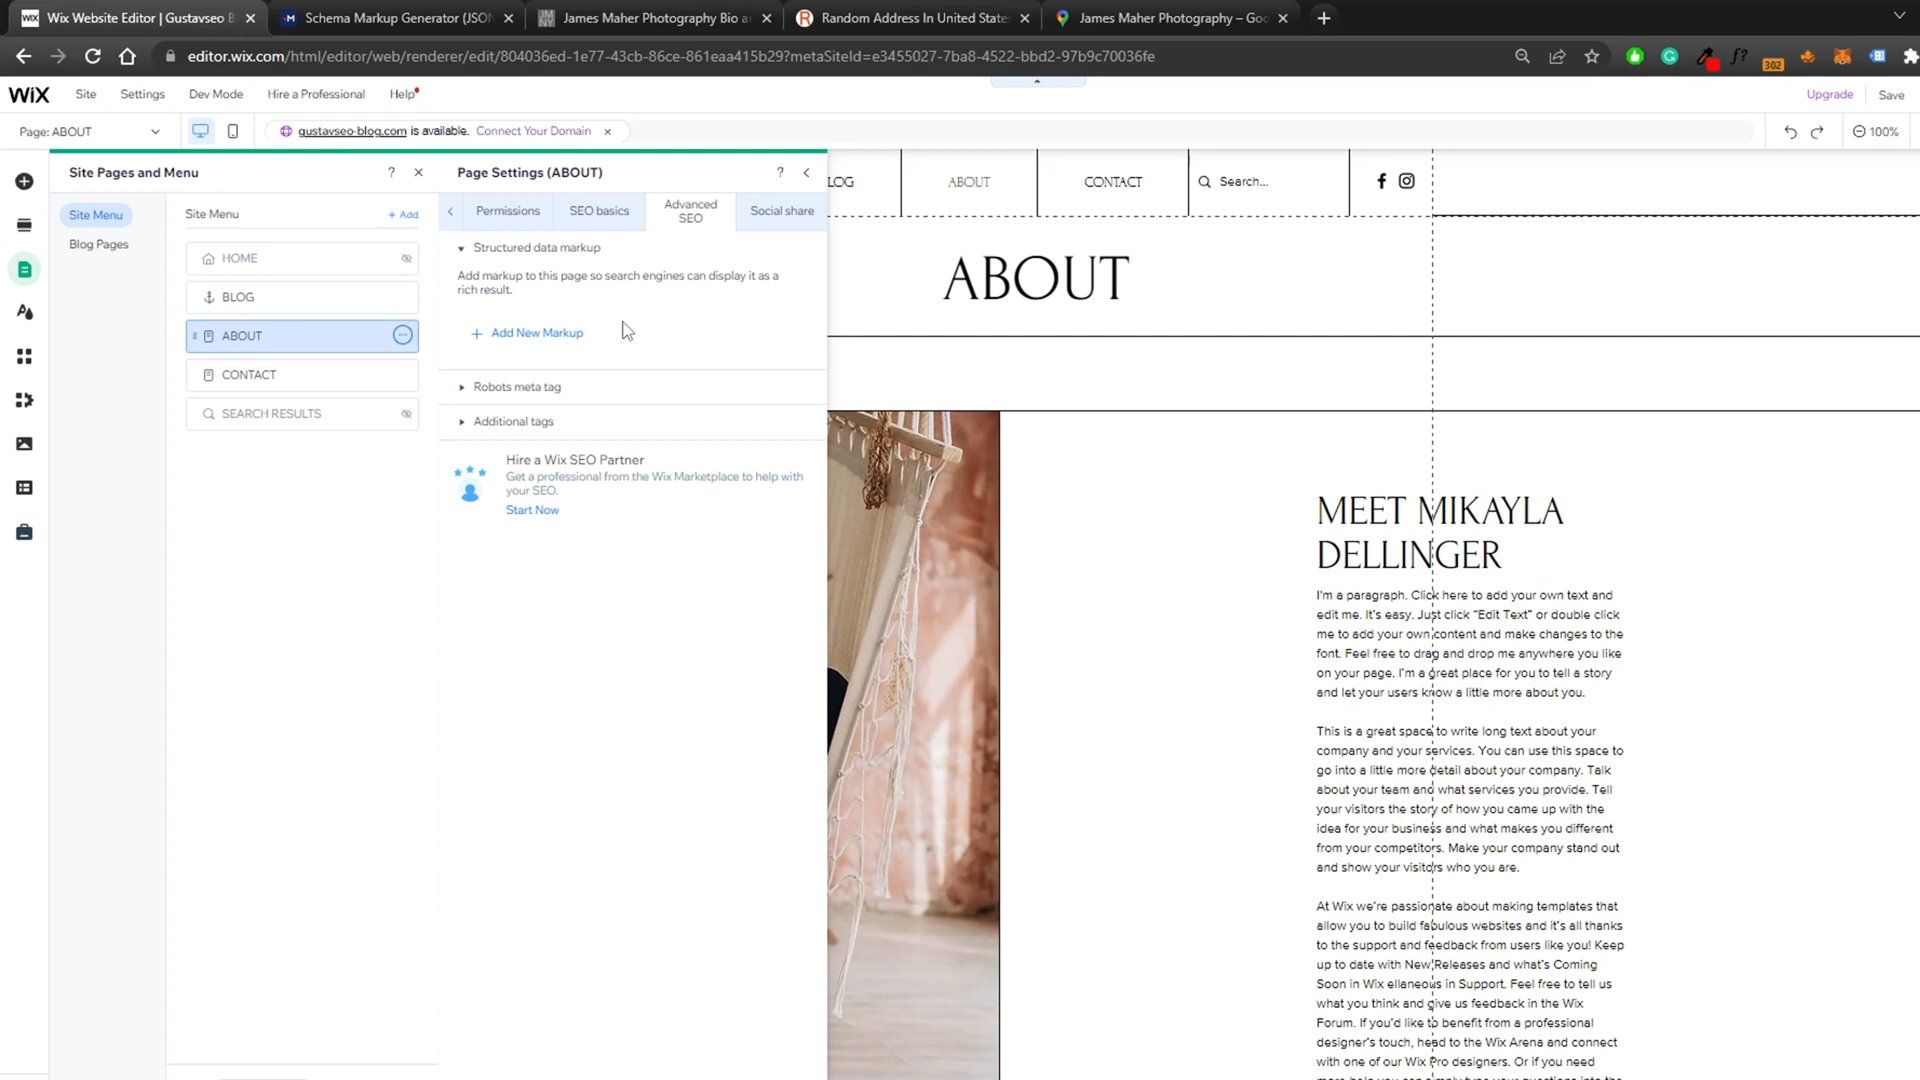 Wix Website Editor | Gustavseo B
Schema Markup Generator (JSON
James Maher Photography Bio a
Random Address In United State
James Maher Photography – Goo
editor.wix.com/html/editor/web/renderer/edit/804036ed-1e77-43cb-86ce-861eaa415b29?metaSiteId=e3455027-7ba8-4522-bbd2-97b9c70036fe
302
WiX
Site
Settings
Dev Mode
Hire a Professional
Help
Upgrade
Save
Page: ABOUT
gustavseo-blog.com is available. Connect Your Domain
100%
Site Pages and Menu
?
Page Settings (ABOUT)
?
LOG
ABOUT
CONTACT
Search...
Site Menu
Blog Pages
Site Menu
+ Add
HOME
BLOG
ABOUT
CONTACT
SEARCH RESULTS
Permissions
SEO basics
Advanced
SEO
Social share
Structured data markup
Add markup to this page so search engines can display it as a
rich result.
+ Add New Markup
Robots meta tag
Additional tags
Hire a Wix SEO Partner
Get a professional from the Wix Marketplace to help with
your SEO.
Start Now
ABOUT
MEET MIKAYLA
DELLINGER
I'm a paragraph. Click here to add your own text and
edit me. It's easy. Just click "Edit Text" or double click
me to add your own content and make changes to the
font. Feel free to drag and drop me anywhere you like
on your page. I'm a great place for you to tell a story
and let your users know a little more about you.
This is a great space to write long text about your
company and your services. You can use this space to
go into a little more detail about your company. Talk
about your team and what services you provide. Tell
your visitors the story of how you came up with the
idea for your business and what makes you different
from your competitors. Make your company stand out
and show your visitors who you are.
At Wix we're passionate about making templates that
allow you to build fabulous websites and it's all thanks
to the support and feedback from users like you! Keep
up to date with New Releases and what's Coming
Soon in Wix ellaneous in Support. Feel free to tell us
what you think and give us feedback in the Wix
Forum. If you'd like to benefit from a professional
designer's touch, head to the Wix Arena and connect
with one of our Wix Pro designers. Or if you need